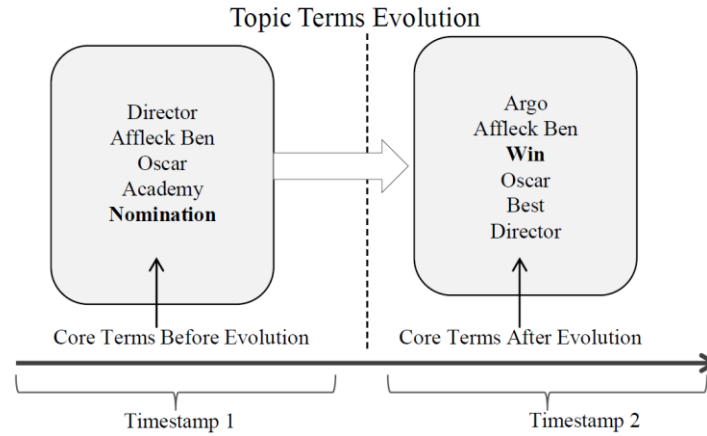 Topic Terms Evolution
Director
Affleck Ben
Oscar
Academy
Nomination
Argo
Affleck Ben
Win
Oscar
Best
Director
Core Terms Before Evolution
Core Terms After Evolution
Timestamp 1
Timestamp 2